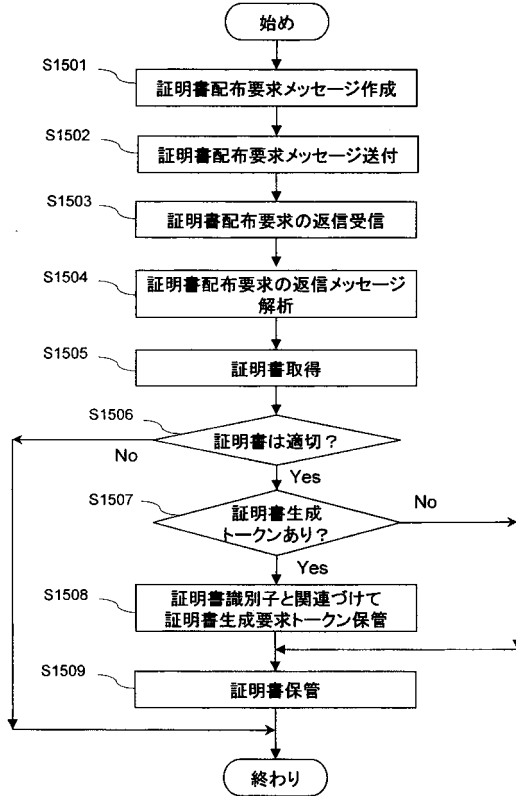 始め
S1501
証明書配布要求メッセージ作成
S1502
証明書配布要求メッセージ送付
S1503
証明書配布要求の返信受信
S1504
証明書配布要求の返信メッセージ
解析
S1505
証明書取得
S1506
証明書は適切？
No
Yes
S1507
証明書生成
トークンあり？
No
Yes
S1508
証明書識別子と関連づけて
証明書生成要求トークン保管
S1509
証明書保管
終わり